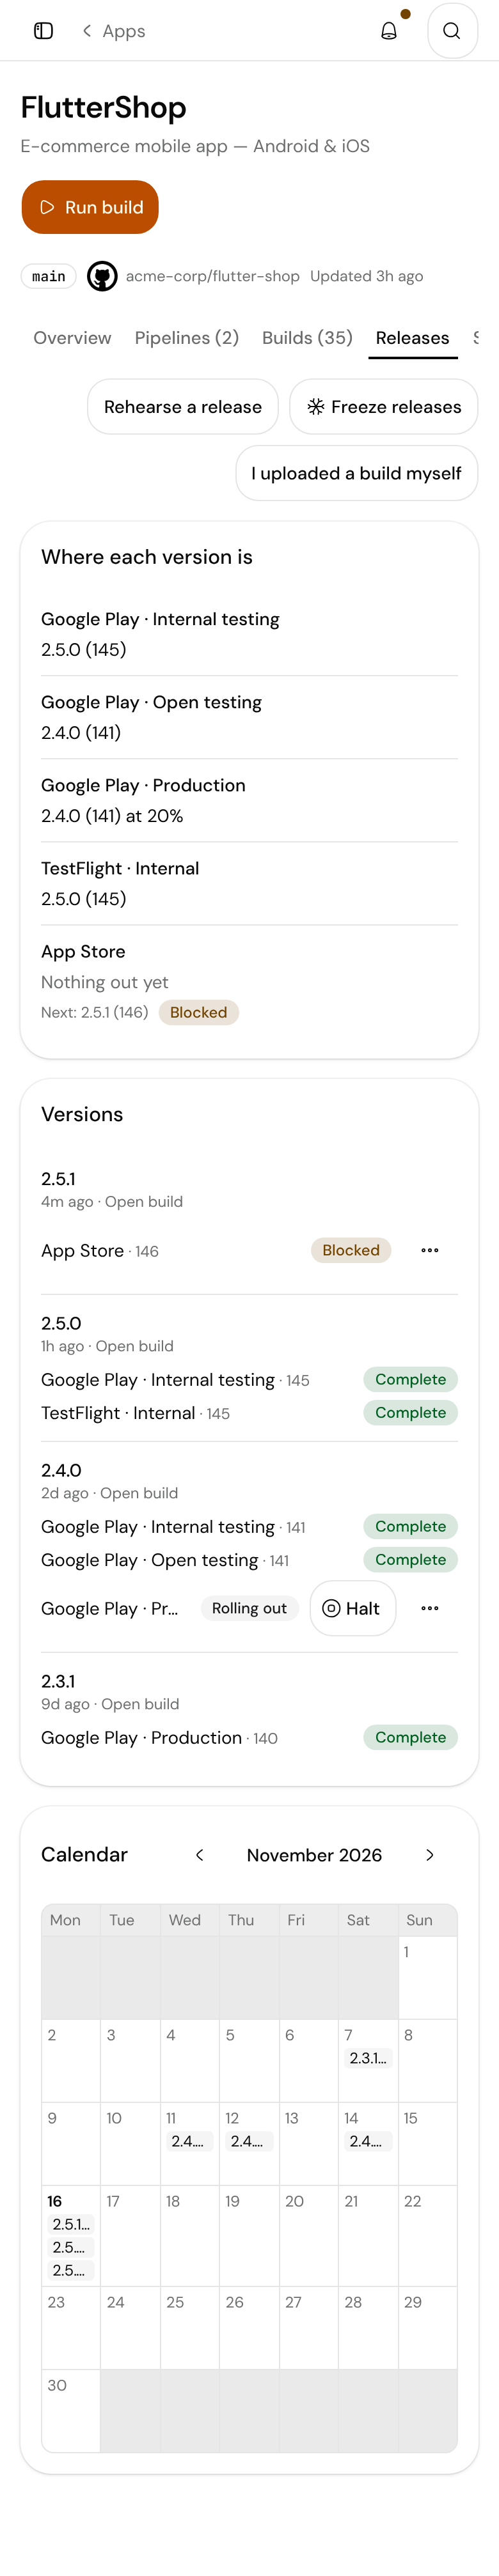 Apps
FlutterShop
E-commerce mobile app — Android & iOS
Run build
main acme-corp/flutter-shop Updated 3h ago
Overview Pipelines (2) Builds (35) Releases S
Rehearse a release Freeze releases
I uploaded a build myself
Where each version is
Google Play · Internal testing
2.5.0 (145)
Google Play · Open testing
2.4.0 (141)
Google Play · Production
2.4.0 (141) at 20%
TestFlight · Internal
2.5.0 (145)
App Store
Nothing out yet
Next: 2.5.1 (146) Blocked
Versions
2.5.1
4m ago · Open build
App Store · 146 Blocked
2.5.0
1h ago · Open build
Google Play · Internal testing · 145 Complete
TestFlight · Internal · 145 Complete
2.4.0
2d ago · Open build
Google Play · Internal testing · 141 Complete
Google Play · Open testing · 141 Complete
Google Play · Pr... Rolling out Halt
2.3.1
9d ago · Open build
Google Play · Production · 140 Complete
Calendar November 2026
Mon Tue Wed Thu Fri Sat Sun
1
2 3 4 5 6 7 8
2.3.1...
9 10 11 12 13 14 15
2.4.... 2.4.... 2.4....
16 17 18 19 20 21 22
2.5.1...
2.5....
2.5....
23 24 25 26 27 28 29
30